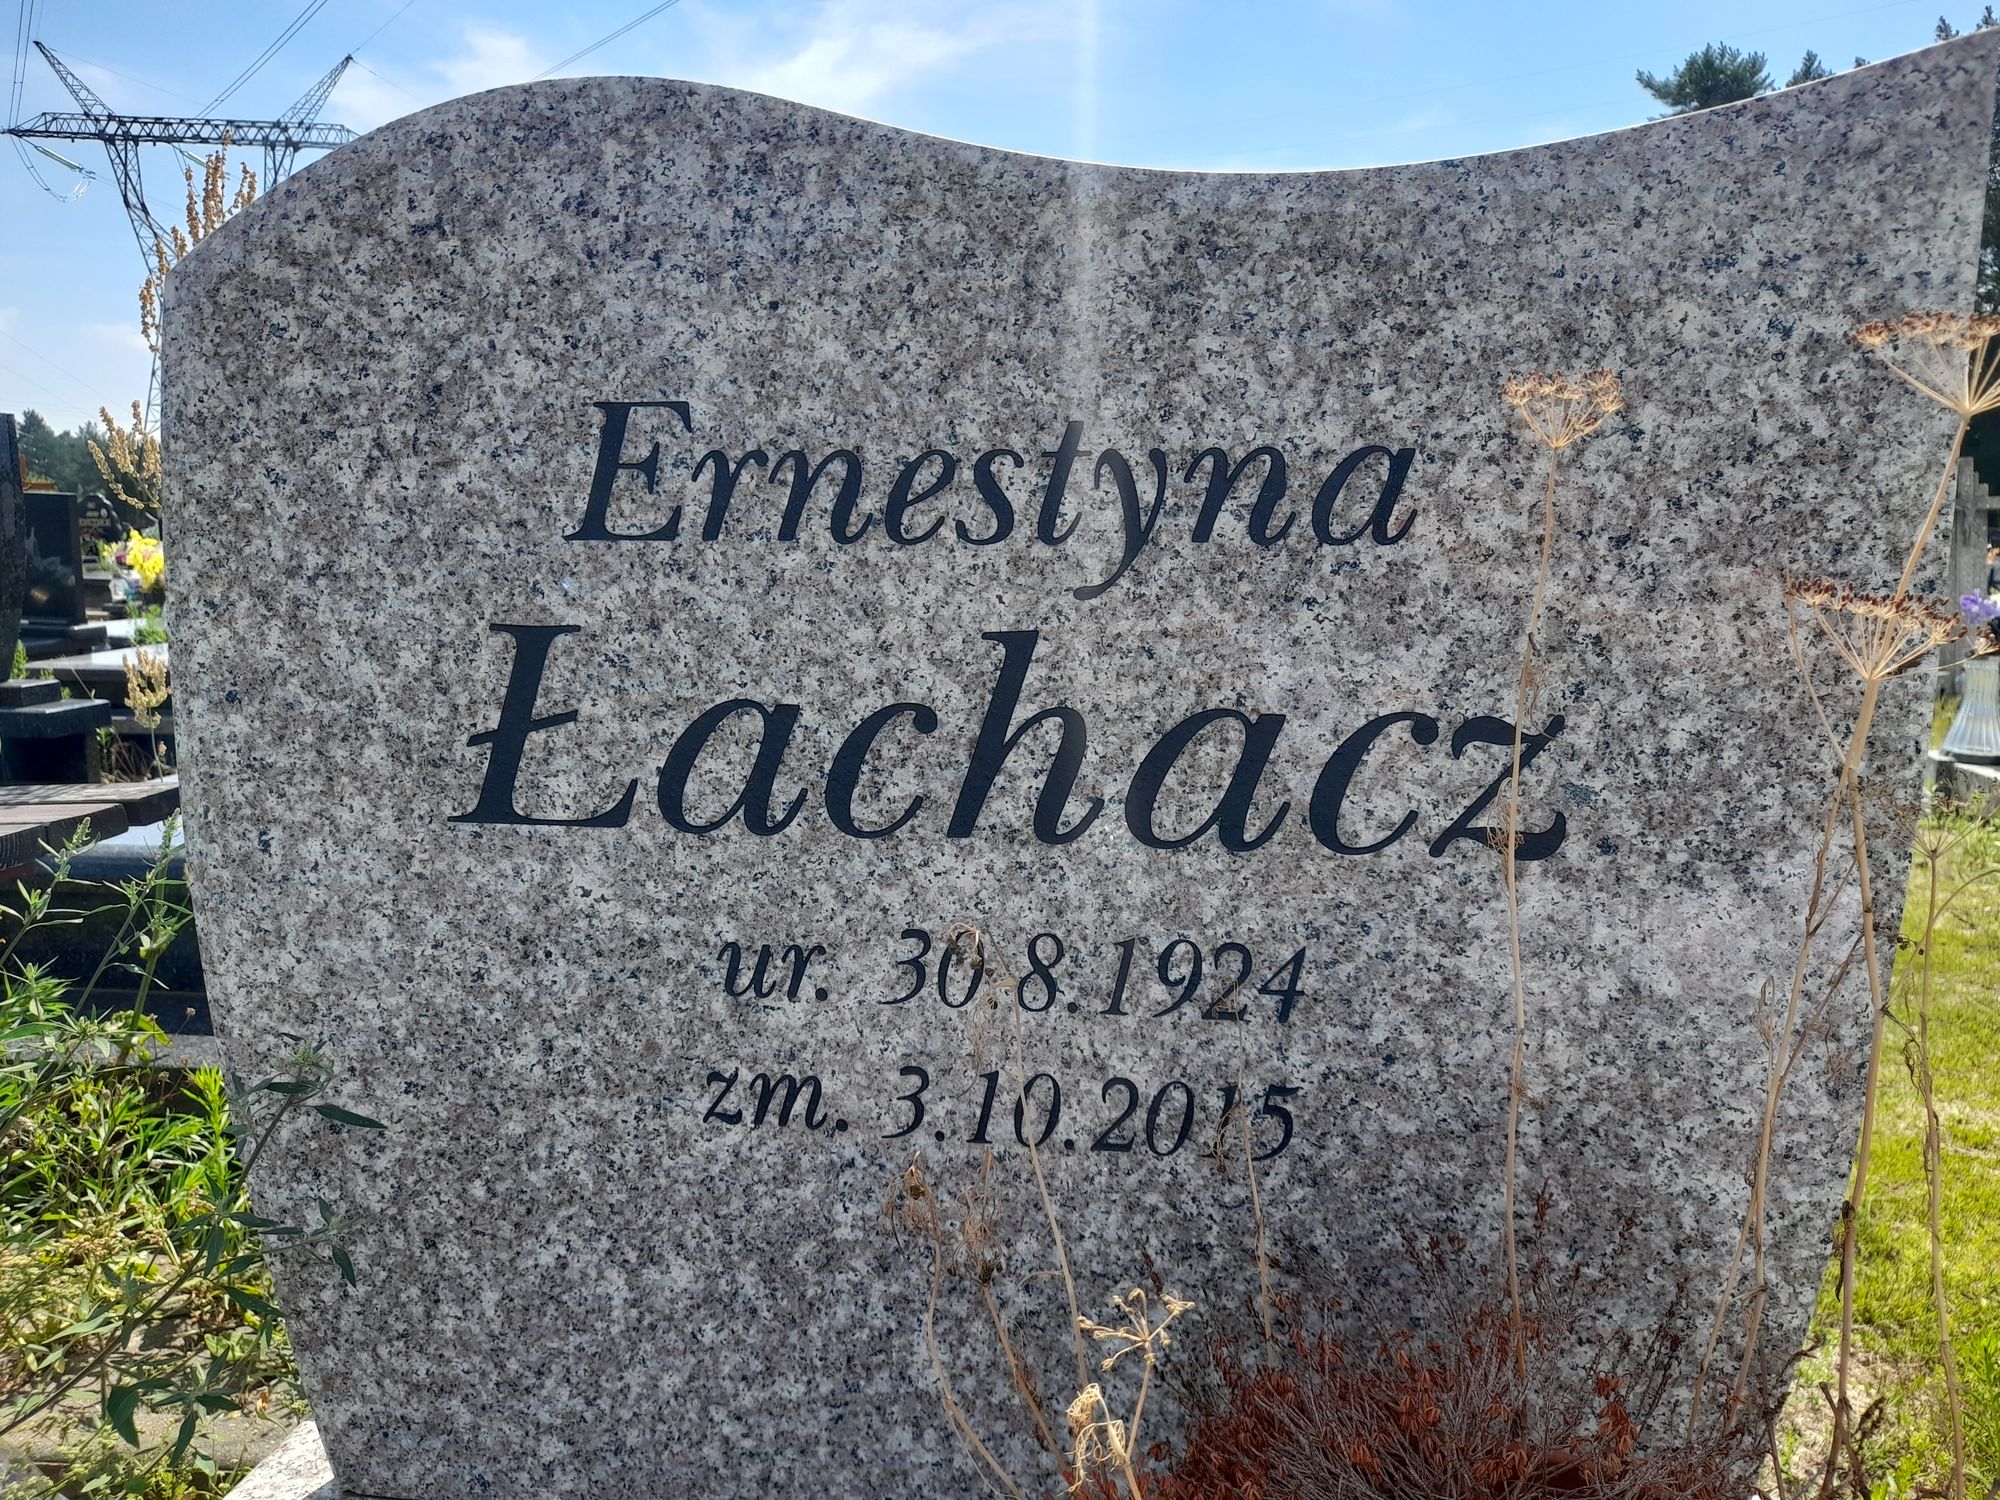 Ernestyna
Łachacz
ur. 30.8.1924
zm. 3.10.2015